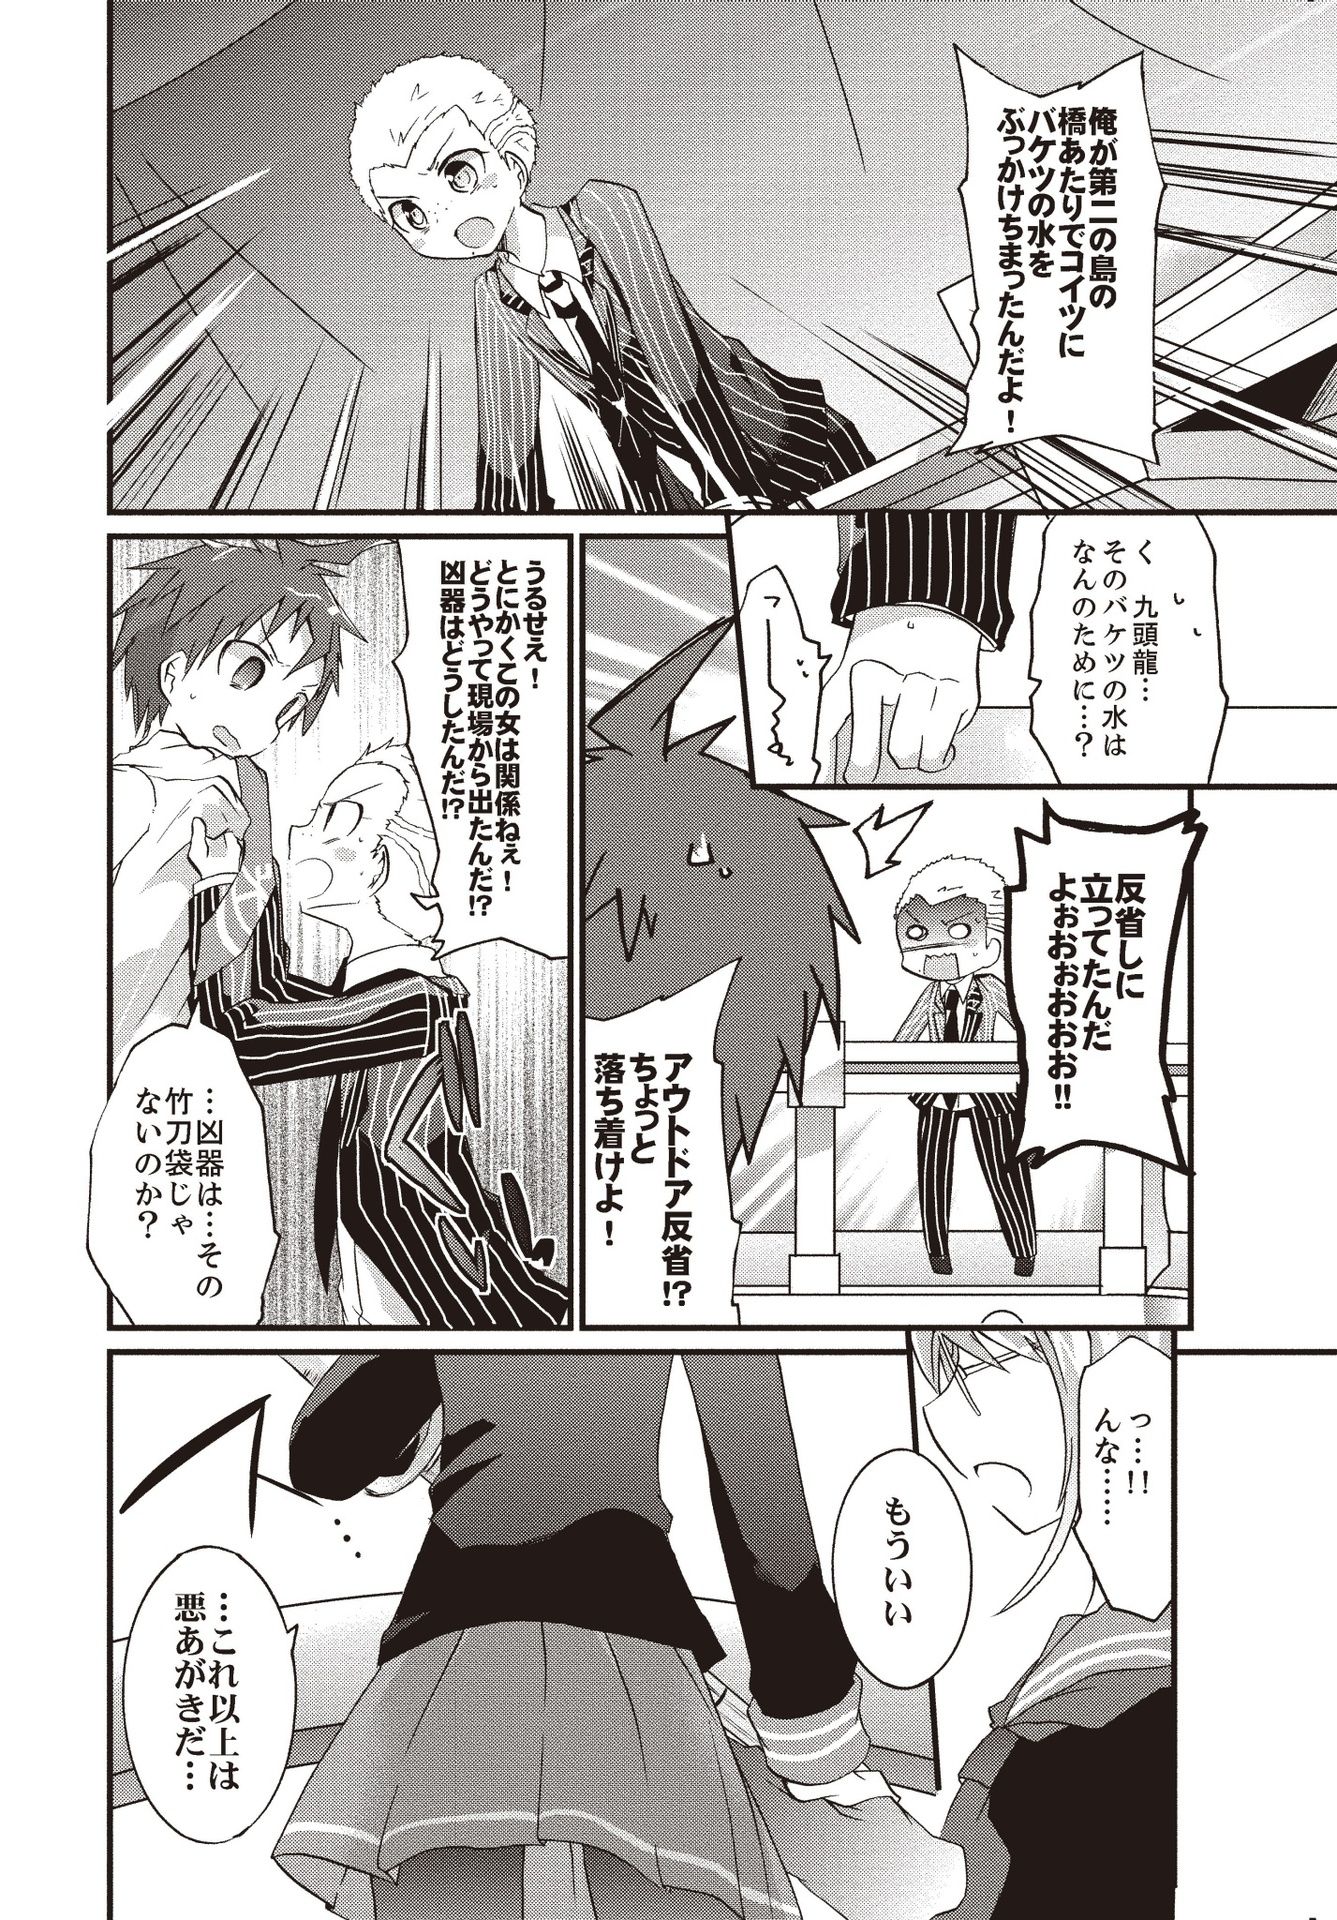 俺が第二の島の
橋あたりでコイツに
バケツの水を
ぶっかけちまったんだよ！
く 九頭龍…
そのバケツの水は
なんのために…？
反省しに
立ってたんだ
よぉおぉおおお!!
アウトドア反省!?
ちょっと
落ち着けよ！
うるせえ！
とにかくこの女は関係ねぇ！
どうやって現場から出たんだ!?
凶器はどうしたんだ!?
…凶器は…その
竹刀袋じゃ
ないのか？
っ…!!
んな……
もういい
…これ以上は
悪あがきだ…